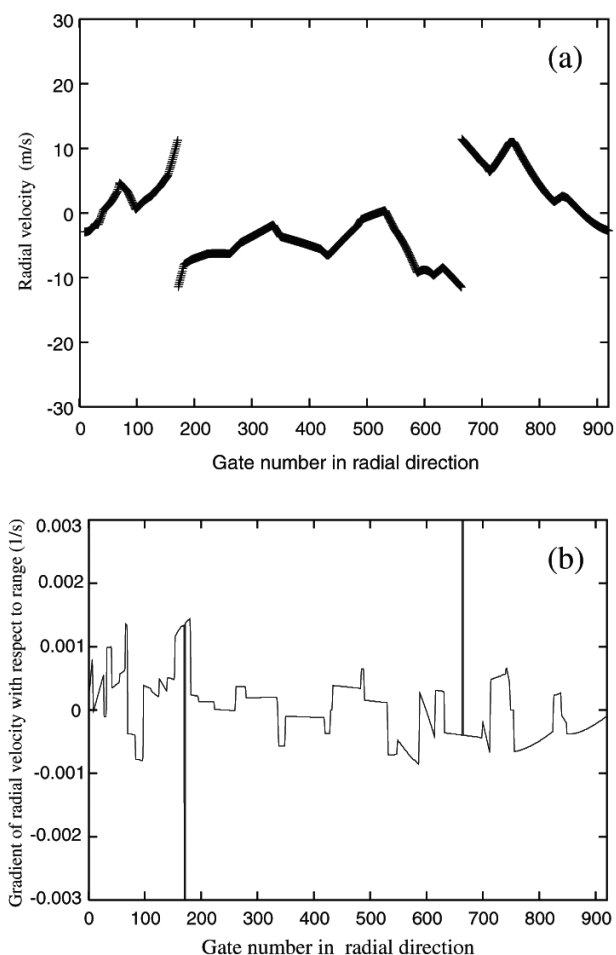 (a)
30
20
10
0
-10
-20
-30
Radial velocity (m/s)
0 100 200 300 400 500 600 700 800 900
Gate number in radial direction
(b)
0.003
0.002
0.001
0
-0.001
-0.002
-0.003
Gradient of radial velocity with respect to range (1/s)
0 100 200 300 400 500 600 700 800 900
Gate number in radial direction